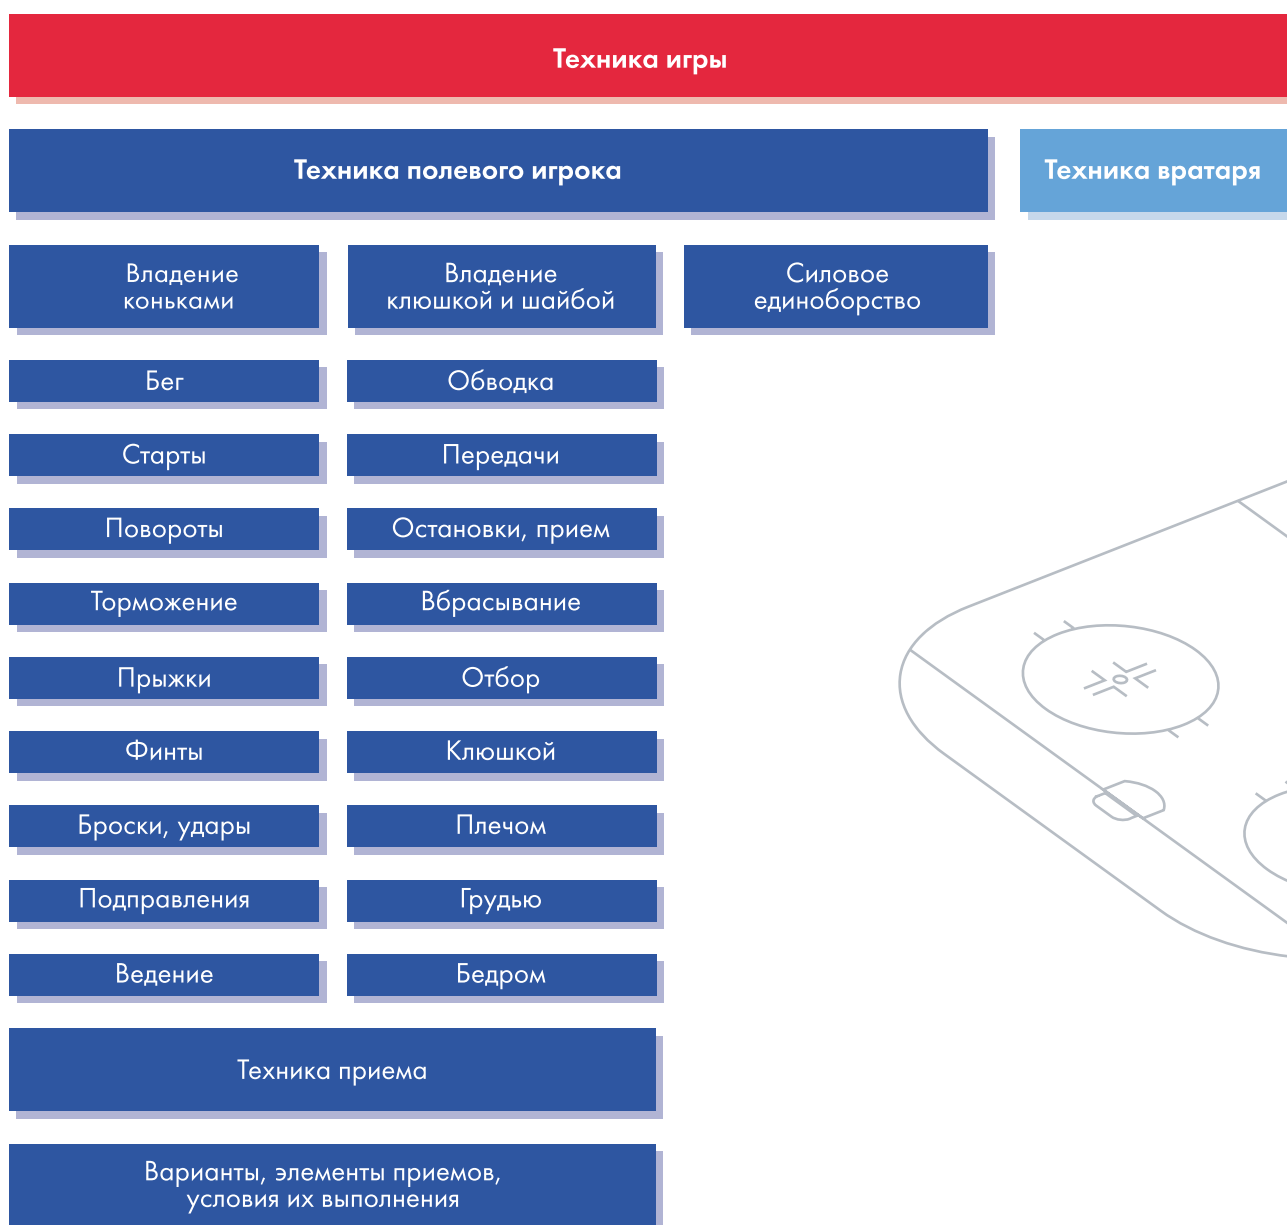 Техника игры
Техника полевого игрока
Техника вратаря
Владение
коньками
Владение
клюшкой и шайбой
Силовое
единоборство
Бег
Обводка
Старты
Передачи
Повороты
Остановки, прием
Торможение
Вбрасывание
Прыжки
Отбор
Финты
Клюшкой
Броски, удары
Плечом
Подправления
Грудью
Ведение
Бедром
Техника приема
Варианты, элементы приемов,
условия их выполнения